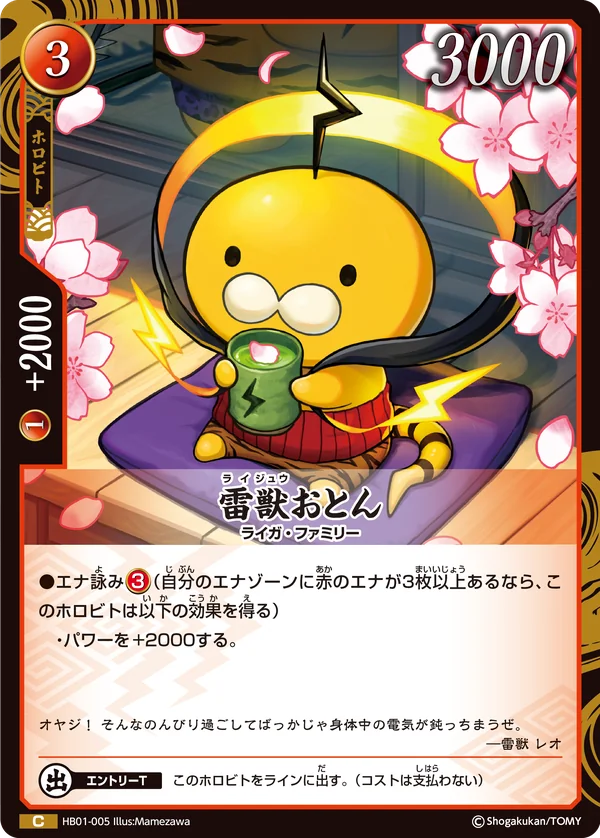 3
3000
ホロビト
+2000
1
ライジュウ
雷獣おとん
ライガ・ファミリー
●エナ詠み3(自分のエナゾーンに赤のエナが3枚以上あるなら、こ
のホロビトは以下の効果を得る)
・パワーを+2000する。
オヤジ! そんなのんびり過ごしてばっかじゃ身体中の電気が鈍っちまうぜ。
―雷獣 レオ
出 エントリーT このホロビトをラインに出す。(コストは支払わない)
C HB01-005 Illus:Mamezawa ©Shogakukan/TOMY